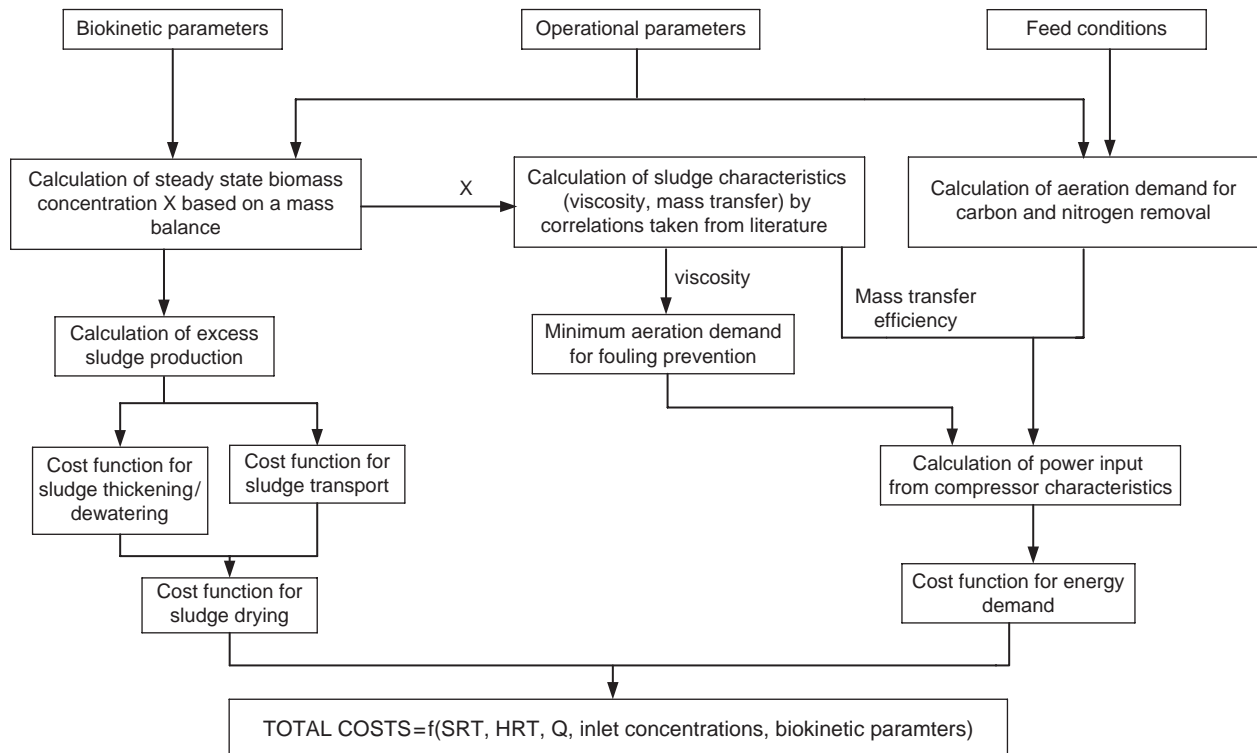 Biokinetic parameters
Operational parameters
Feed conditions
Calculation of steady state biomass
concentration X based on a mass
balance
X
Calculation of sludge characteristics
(viscosity, mass transfer) by
correlations taken from literature
Calculation of aeration demand for
carbon and nitrogen removal
viscosity
Mass transfer
efficiency
Calculation of excess
sludge production
Minimum aeration demand
for fouling prevention
Cost function for
sludge thickening/
dewatering
Cost function for
sludge transport
Calculation of power input
from compressor characteristics
Cost function for
sludge drying
Cost function for energy
demand
TOTAL COSTS=f(SRT, HRT, Q, inlet concentrations, biokinetic paramters)